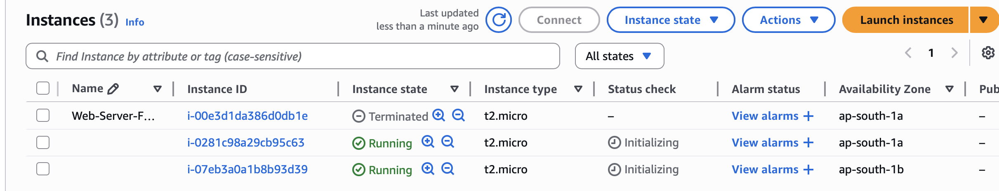 Instances (3) Info
Last updated
less than a minute ago
Connect
Instance state
Actions
Launch instances
Find Instance by attribute or tag (case-sensitive)
All states
1
Name Instance ID Instance state Instance type Status check Alarm status Availability Zone Pub
Web-Server-F... i-00e3d1da386d0db1e Terminated t2.micro – View alarms + ap-south-1a –
i-0281c98a29cb95c63 Running t2.micro Initializing View alarms + ap-south-1a –
i-07eb3a0a1b8b93d39 Running t2.micro Initializing View alarms + ap-south-1b –